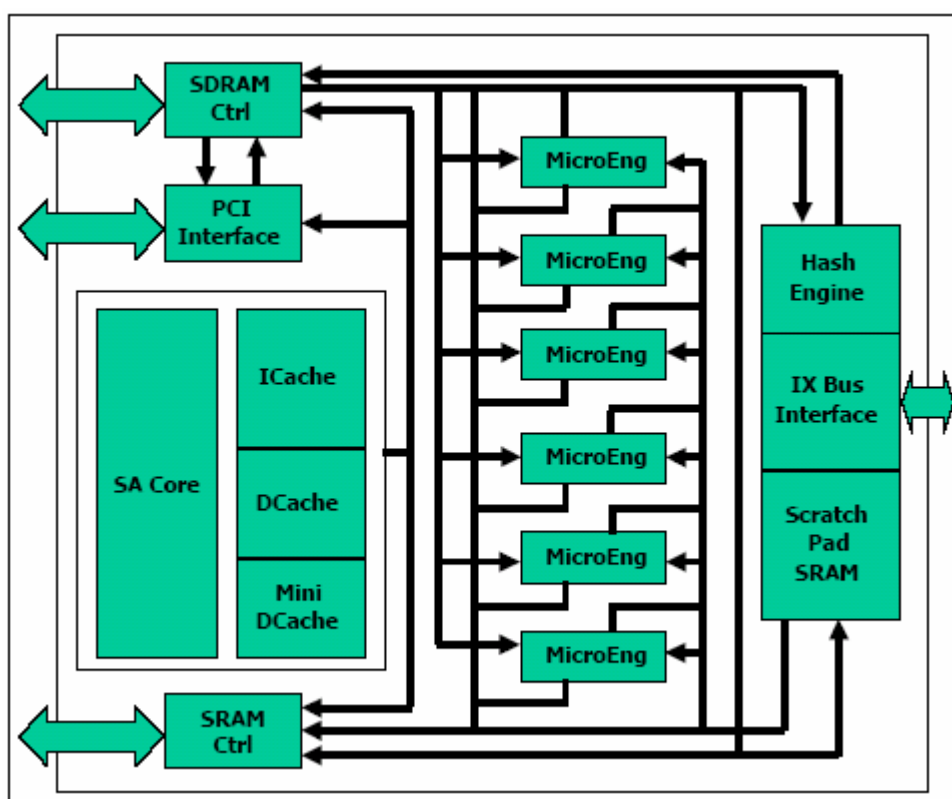 SDRAM
Ctrl
PCI
Interface
SA Core
ICache
DCache
Mini
DCache
SRAM
Ctrl
MicroEng
MicroEng
MicroEng
MicroEng
MicroEng
MicroEng
Hash
Engine
IX Bus
Interface
Scratch
Pad
SRAM